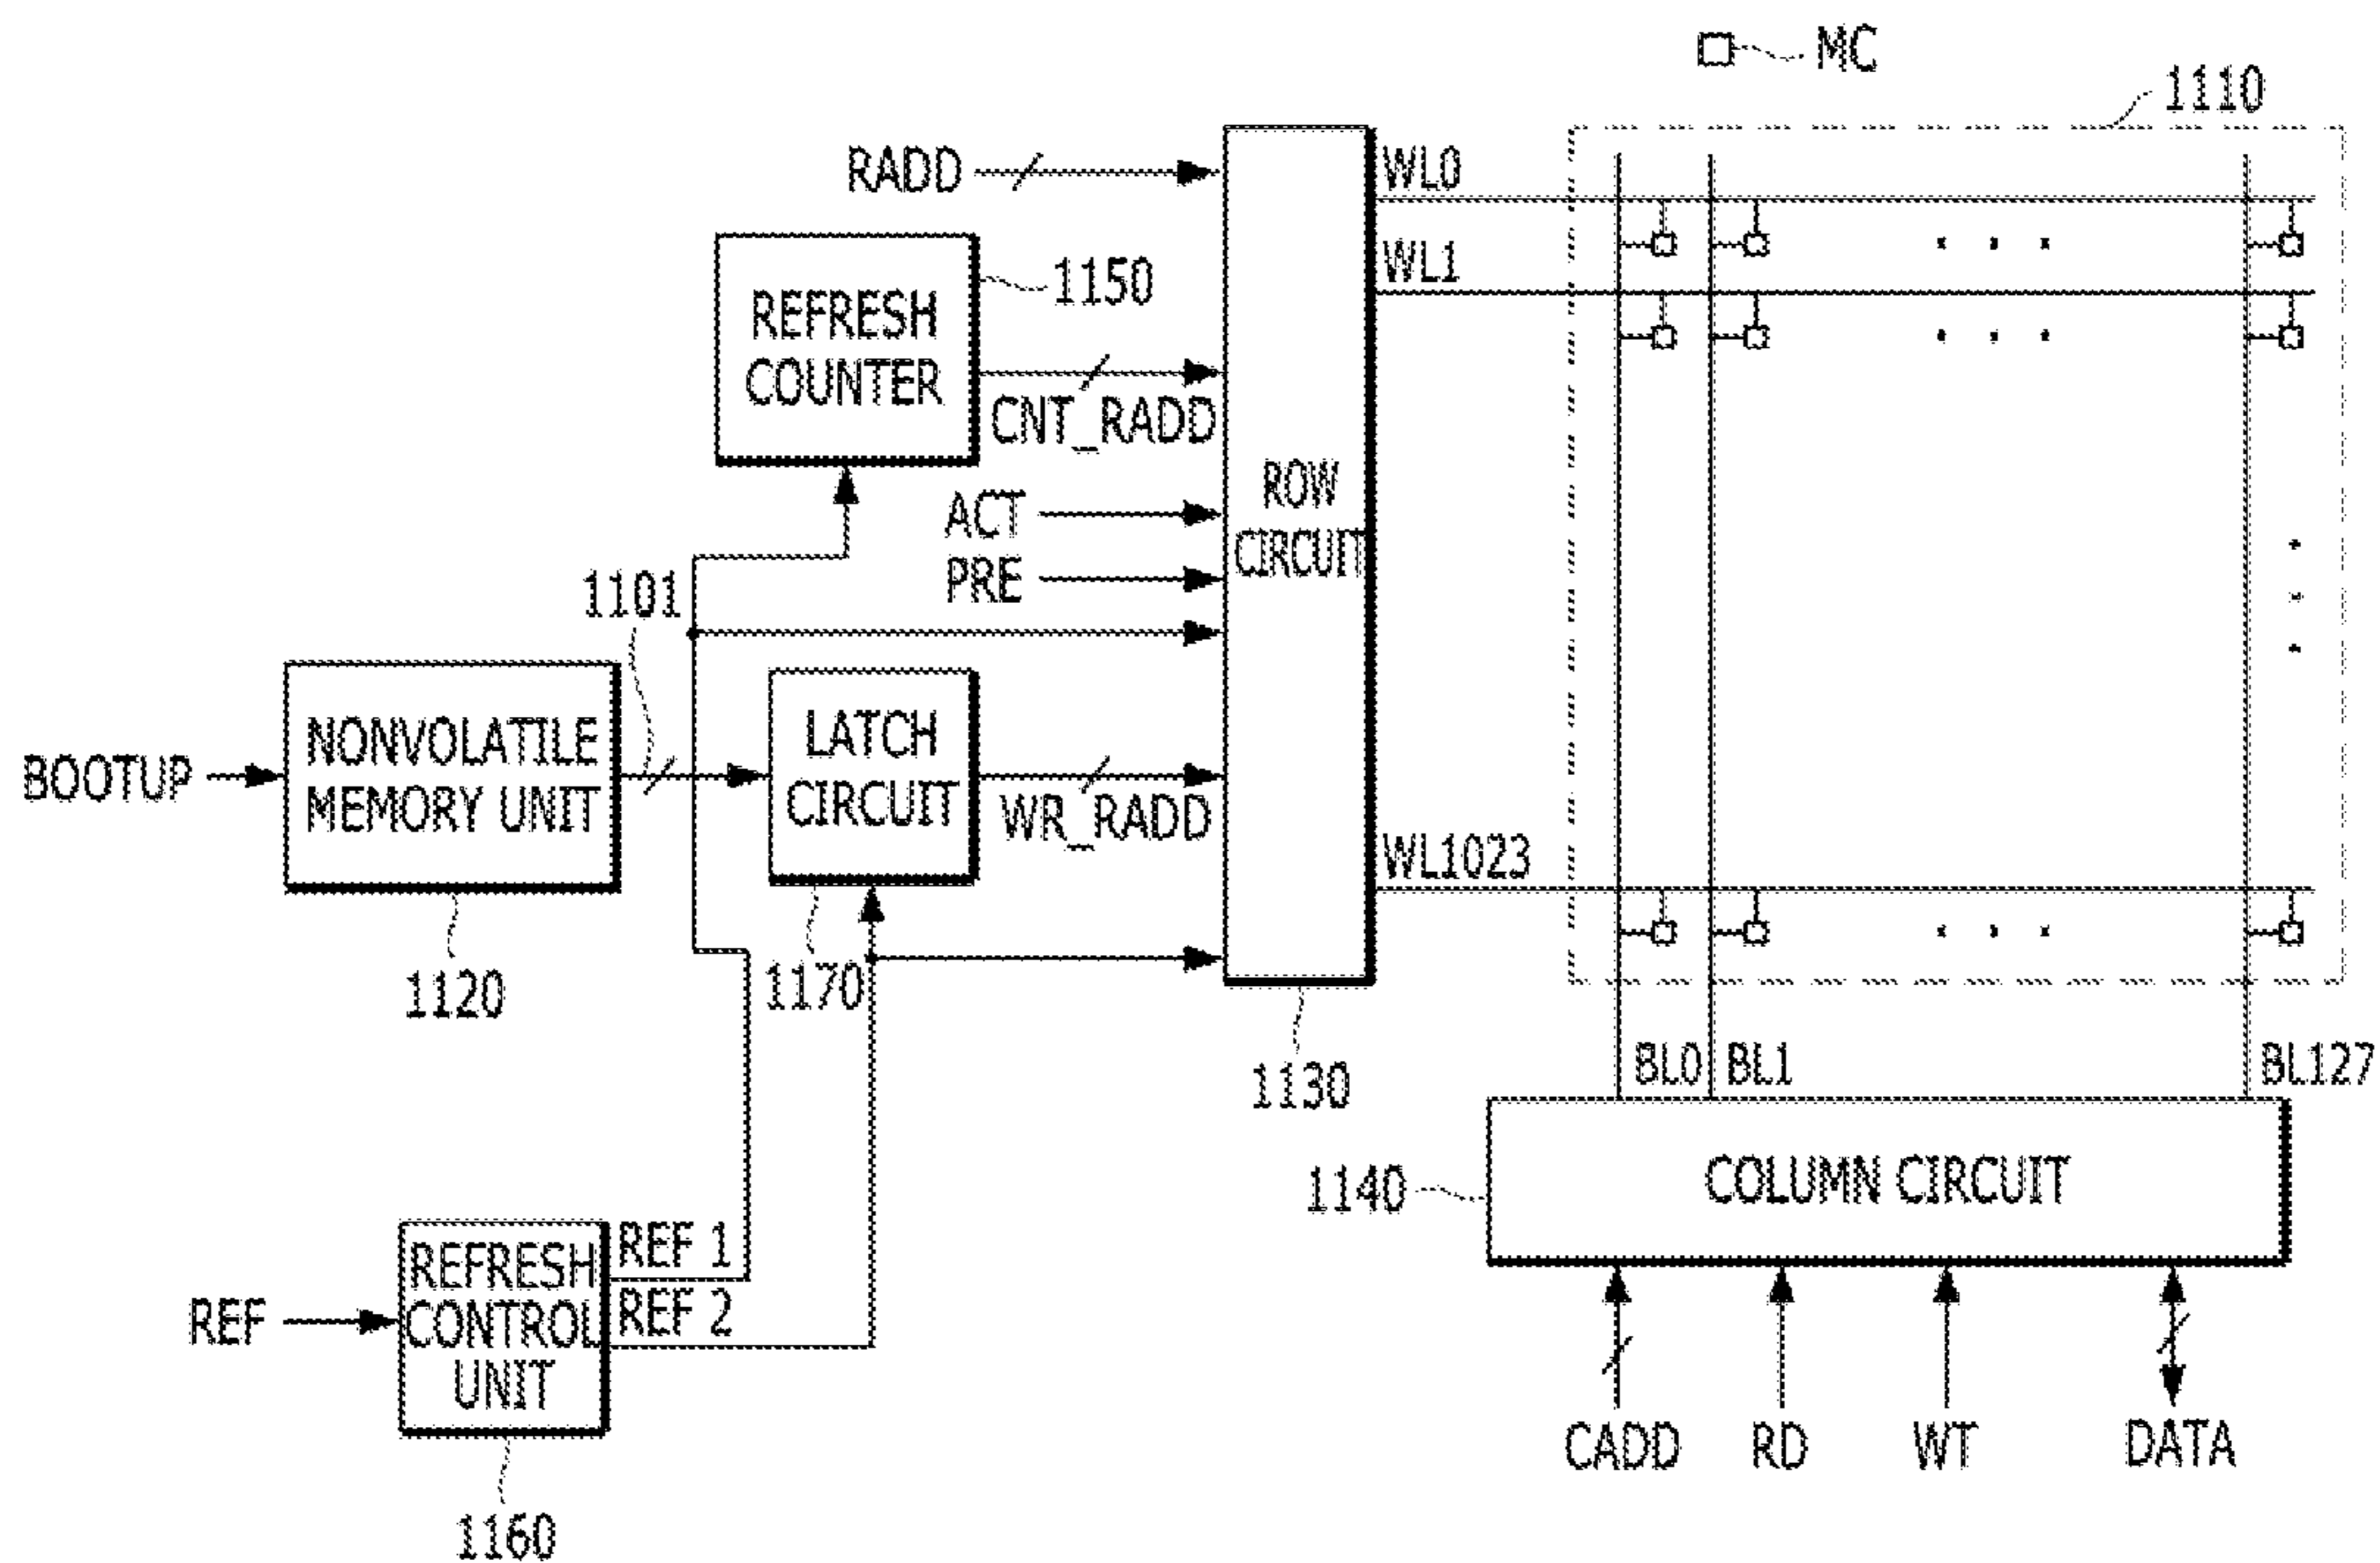 MC
1110
RADD
WL0
WL1
1150
REFRESH
COUNTER
CNT_RADD
ROW
CIRCUIT
ACT
PRE
1101
NONVOLATILE
MEMORY UNIT
BOOTUP
LATCH
CIRCUIT
WR_RADD
WL1023
1120
1170
1130
BL0
BL1
BL127
COLUMN CIRCUIT
1140
REFRESH
CONTROL
UNIT
REF 1
REF 2
REF
CADD
RD
WT
DATA
1160